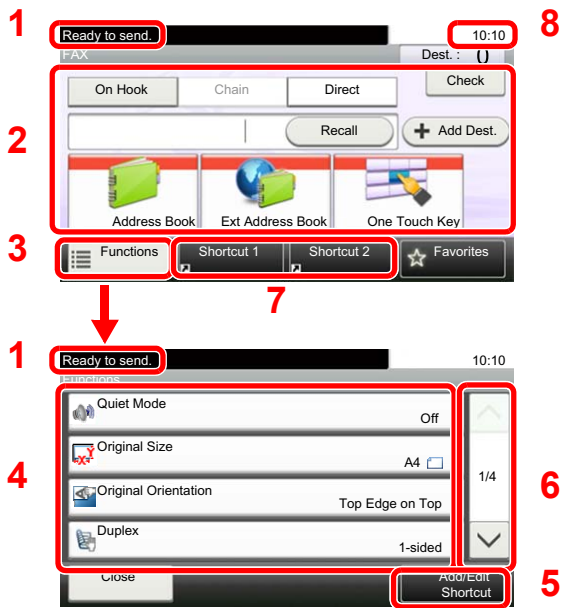 1
Ready to send.
10:10
8
FAX
Dest. : ( )
On Hook
Chain
Direct
Check
2
Recall
Add Dest.
Address Book
Ext Address Book
One Touch Key
3
Functions
Shortcut 1
Shortcut 2
Favorites
7
1
Ready to send.
10:10
Functions
4
Quiet Mode
Off
Original Size
A4
1/4
6
Original Orientation
Top Edge on Top
Duplex
1-sided
Close
Add/Edit
Shortcut
5